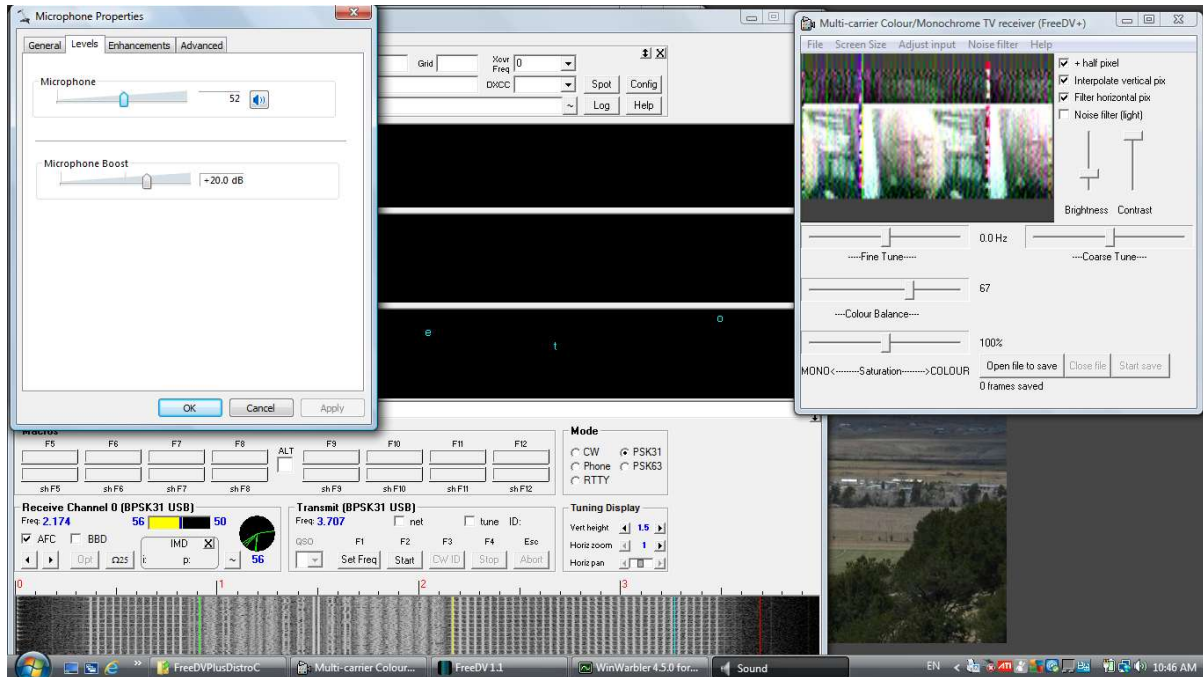 Microphone Properties
General Levels Enhancements Advanced
Microphone
52
Microphone Boost
+20.0 dB
OK Cancel Apply
Grid
Xovr Freq 0
DXCC
Spot Config
~ Log Help
e
t
o
Multi-carrier Colour/Monochrome TV receiver (FreeDV+)
File Screen Size Adjust input Noise filter Help
+ half pixel
Interpolate vertical pix
Filter horizontal pix
Noise filter (light)
Brightness Contrast
0.0 Hz
----Fine Tune----- ---Coarse Tune----
67
----Colour Balance----
100%
MONO<---------Saturation--------->COLOUR
Open file to save Close file Start save
0 frames saved
Macros
F5 F6 F7 F8 ALT F9 F10 F11 F12
sh F5 sh F6 sh F7 sh F8 sh F9 sh F10 sh F11 sh F12
Mode
CW PSK31
Phone PSK63
RTTY
Receive Channel 0 (BPSK31 USB)
Freq: 2.174 56 50
AFC BBD
IMD X
Opt Ω25 i: p: ~ 56
Transmit (BPSK31 USB)
Freq: 3.707 net tune ID:
QSO F1 F2 F3 F4 Esc
Set Freq Start CW ID Stop Abort
Tuning Display
Vert height 1.5
Horiz zoom 1
Horiz pan
0 1 2 3
FreeDVPlusDistroC Multi-carrier Colour... FreeDV 1.1 WinWarbler 4.5.0 for... Sound EN 10:46 AM